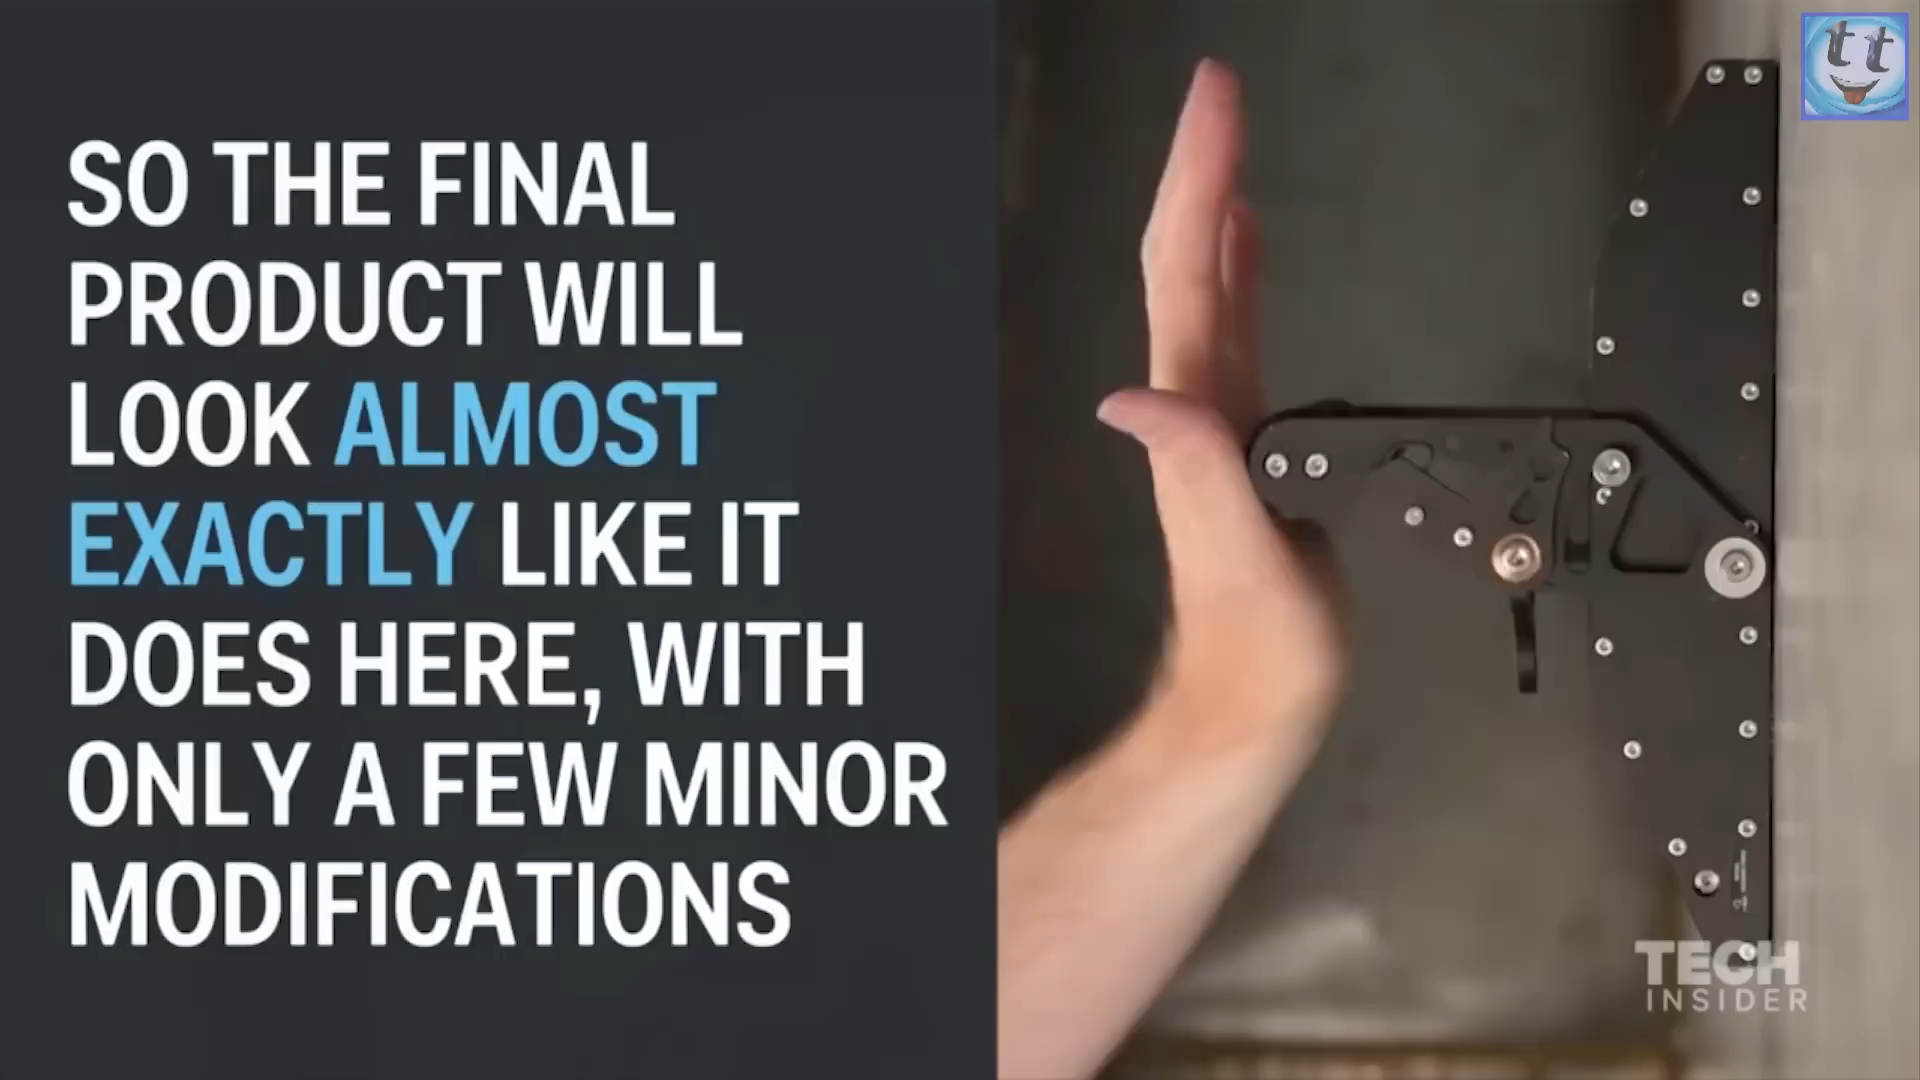 tt
SO THE FINAL
PRODUCT WILL
LOOK ALMOST
EXACTLY LIKE IT
DOES HERE, WITH
ONLY A FEW MINOR
MODIFICATIONS
TECH
INSIDER